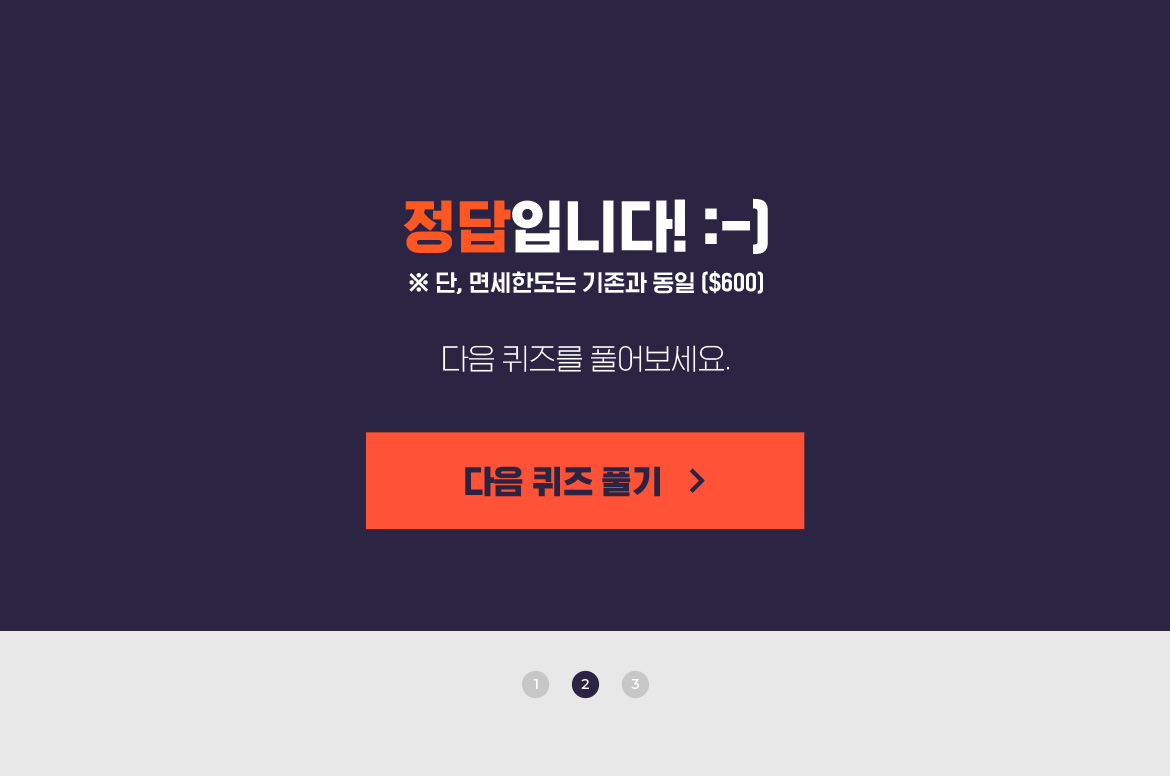 정답입니다! :-)
※ 단, 면세한도는 기존과 동일 ($600)
다음 퀴즈를 풀어보세요.
다음 퀴즈 풀기 >
1 2 3